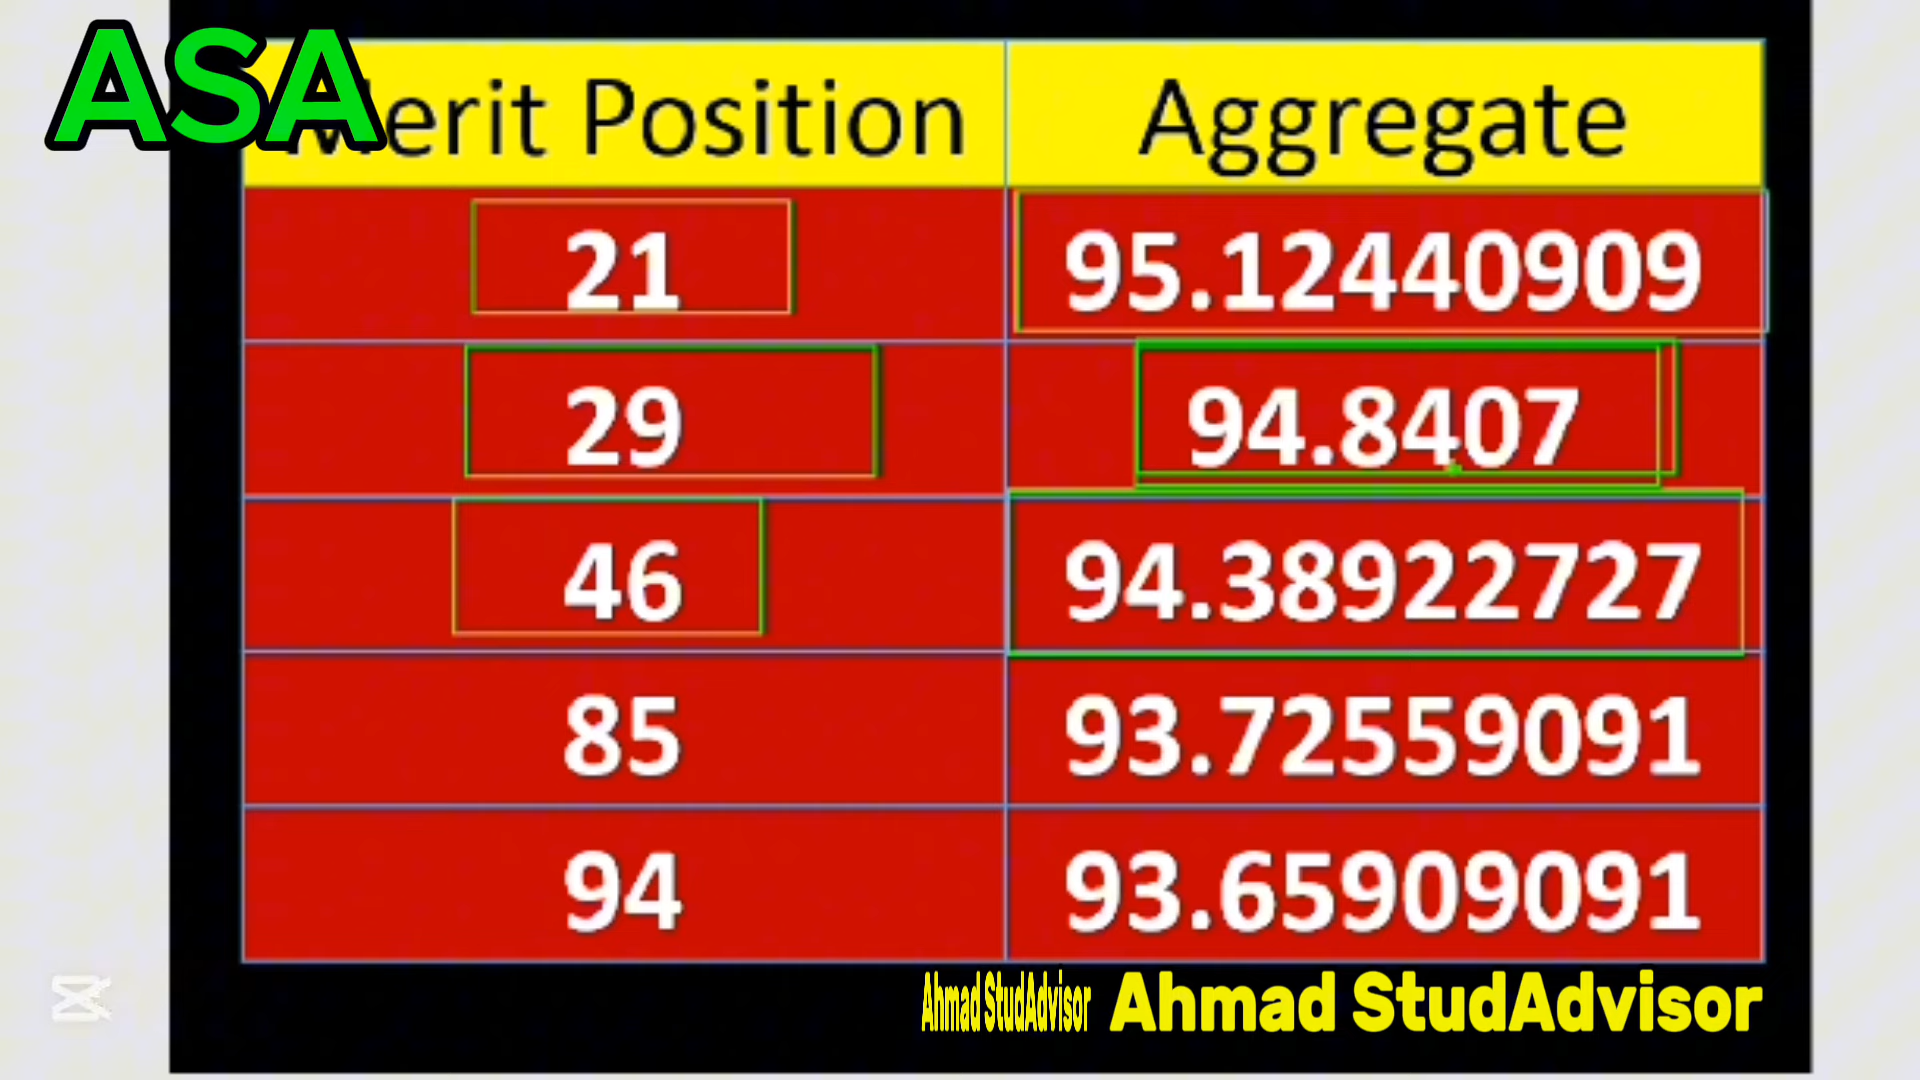 ASA
Merit Position Aggregate
21 95.12440909
29 94.8407
46 94.38922727
85 93.72559091
94 93.65909091
Ahmad StudAdvisor Ahmad StudAdvisor